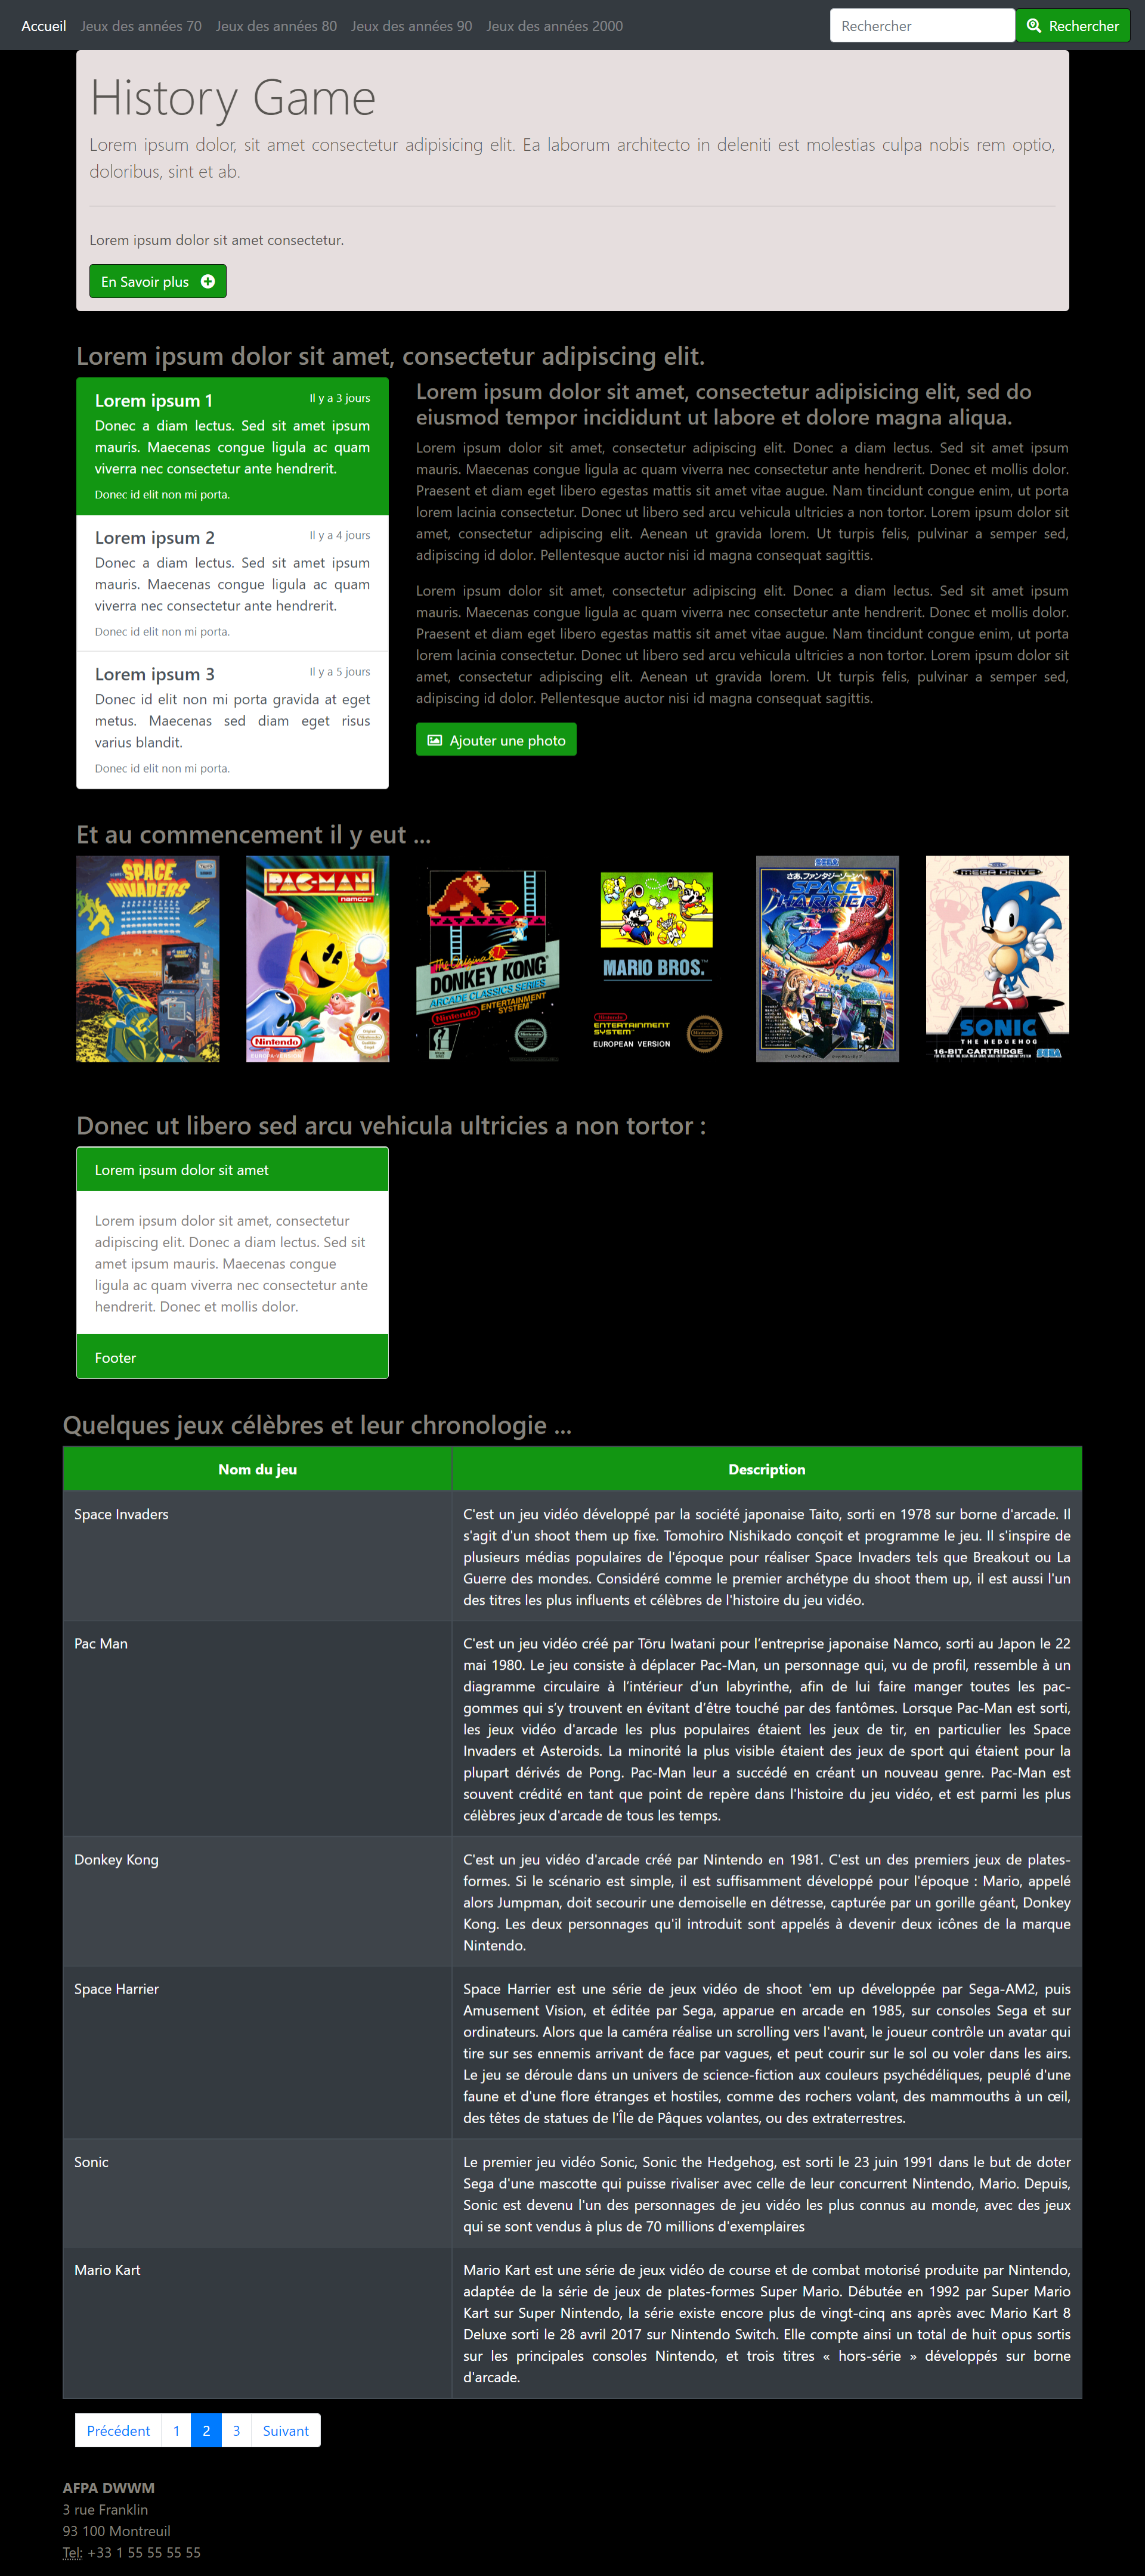 Accueil Jeux des années 70 Jeux des années 80 Jeux des années 90 Jeux des années 2000 Rechercher Rechercher
History Game
Lorem ipsum dolor, sit amet consectetur adipisicing elit. Ea laborum architecto in deleniti est molestias culpa nobis rem optio,
doloribus, sint et ab.
Lorem ipsum dolor sit amet consectetur.
En Savoir plus
Lorem ipsum dolor sit amet, consectetur adipiscing elit.
Lorem ipsum 1 Il y a 3 jours
Donec a diam lectus. Sed sit amet ipsum
mauris. Maecenas congue ligula ac quam
viverra nec consectetur ante hendrerit.
Donec id elit non mi porta.
Lorem ipsum 2 Il y a 4 jours
Donec a diam lectus. Sed sit amet ipsum
mauris. Maecenas congue ligula ac quam
viverra nec consectetur ante hendrerit.
Donec id elit non mi porta.
Lorem ipsum 3 Il y a 5 jours
Donec id elit non mi porta gravida at eget
metus. Maecenas sed diam eget risus
varius blandit.
Donec id elit non mi porta.
Lorem ipsum dolor sit amet, consectetur adipisicing elit, sed do
eiusmod tempor incididunt ut labore et dolore magna aliqua.
Lorem ipsum dolor sit amet, consectetur adipiscing elit. Donec a diam lectus. Sed sit amet ipsum
mauris. Maecenas congue ligula ac quam viverra nec consectetur ante hendrerit. Donec et mollis dolor.
Praesent et diam eget libero egestas mattis sit amet vitae augue. Nam tincidunt congue enim, ut porta
lorem lacinia consectetur. Donec ut libero sed arcu vehicula ultricies a non tortor. Lorem ipsum dolor sit
amet, consectetur adipiscing elit. Aenean ut gravida lorem. Ut turpis felis, pulvinar a semper sed,
adipiscing id dolor. Pellentesque auctor nisi id magna consequat sagittis.
Lorem ipsum dolor sit amet, consectetur adipiscing elit. Donec a diam lectus. Sed sit amet ipsum
mauris. Maecenas congue ligula ac quam viverra nec consectetur ante hendrerit. Donec et mollis dolor.
Praesent et diam eget libero egestas mattis sit amet vitae augue. Nam tincidunt congue enim, ut porta
lorem lacinia consectetur. Donec ut libero sed arcu vehicula ultricies a non tortor. Lorem ipsum dolor sit
amet, consectetur adipiscing elit. Aenean ut gravida lorem. Ut turpis felis, pulvinar a semper sed,
adipiscing id dolor. Pellentesque auctor nisi id magna consequat sagittis.
Ajouter une photo
Et au commencement il y eut ...
SPACE
INVADERS
PAC-MAN
NAMCO
Nintendo
EUROPA-VERSION
The Original
DONKEY KONG
ARCADE CLASSICS SERIES
Nintendo ENTERTAINMENT
SYSTEM
MARIO BROS.™
Nintendo
ENTERTAINMENT
SYSTEM
EUROPEAN VERSION
SEGA
さあ、ファンタジーゾーンへ。
SPACE
HARRIER
MEGA DRIVE
SONIC
THE HEDGEHOG
16-BIT CARTRIDGE SEGA
Donec ut libero sed arcu vehicula ultricies a non tortor :
Lorem ipsum dolor sit amet
Lorem ipsum dolor sit amet, consectetur
adipiscing elit. Donec a diam lectus. Sed sit
amet ipsum mauris. Maecenas congue
ligula ac quam viverra nec consectetur ante
hendrerit. Donec et mollis dolor.
Footer
Quelques jeux célèbres et leur chronologie ...
Nom du jeu Description
Space Invaders
C'est un jeu vidéo développé par la société japonaise Taito, sorti en 1978 sur borne d'arcade. Il
s'agit d'un shoot them up fixe. Tomohiro Nishikado conçoit et programme le jeu. Il s'inspire de
plusieurs médias populaires de l'époque pour réaliser Space Invaders tels que Breakout ou La
Guerre des mondes. Considéré comme le premier archétype du shoot them up, il est aussi l'un
des titres les plus influents et célèbres de l'histoire du jeu vidéo.
Pac Man
C'est un jeu vidéo créé par Tōru Iwatani pour l’entreprise japonaise Namco, sorti au Japon le 22
mai 1980. Le jeu consiste à déplacer Pac-Man, un personnage qui, vu de profil, ressemble à un
diagramme circulaire à l’intérieur d’un labyrinthe, afin de lui faire manger toutes les pac-
gommes qui s’y trouvent en évitant d’être touché par des fantômes. Lorsque Pac-Man est sorti,
les jeux vidéo d'arcade les plus populaires étaient les jeux de tir, en particulier les Space
Invaders et Asteroids. La minorité la plus visible étaient des jeux de sport qui étaient pour la
plupart dérivés de Pong. Pac-Man leur a succédé en créant un nouveau genre. Pac-Man est
souvent crédité en tant que point de repère dans l'histoire du jeu vidéo, et est parmi les plus
célèbres jeux d'arcade de tous les temps.
Donkey Kong
C'est un jeu vidéo d'arcade créé par Nintendo en 1981. C'est un des premiers jeux de plates-
formes. Si le scénario est simple, il est suffisamment développé pour l'époque : Mario, appelé
alors Jumpman, doit secourir une demoiselle en détresse, capturée par un gorille géant, Donkey
Kong. Les deux personnages qu'il introduit sont appelés à devenir deux icônes de la marque
Nintendo.
Space Harrier
Space Harrier est une série de jeux vidéo de shoot 'em up développée par Sega-AM2, puis
Amusement Vision, et éditée par Sega, apparue en arcade en 1985, sur consoles Sega et sur
ordinateurs. Alors que la caméra réalise un scrolling vers l'avant, le joueur contrôle un avatar qui
tire sur ses ennemis arrivant de face par vagues, et peut courir sur le sol ou voler dans les airs.
Le jeu se déroule dans un univers de science-fiction aux couleurs psychédéliques, peuplé d'une
faune et d'une flore étranges et hostiles, comme des rochers volant, des mammouths à un œil,
des têtes de statues de l'Île de Pâques volantes, ou des extraterrestres.
Sonic
Le premier jeu vidéo Sonic, Sonic the Hedgehog, est sorti le 23 juin 1991 dans le but de doter
Sega d'une mascotte qui puisse rivaliser avec celle de leur concurrent Nintendo, Mario. Depuis,
Sonic est devenu l'un des personnages de jeu vidéo les plus connus au monde, avec des jeux
qui se sont vendus à plus de 70 millions d'exemplaires
Mario Kart
Mario Kart est une série de jeux vidéo de course et de combat motorisé produite par Nintendo,
adaptée de la série de jeux de plates-formes Super Mario. Débutée en 1992 par Super Mario
Kart sur Super Nintendo, la série existe encore plus de vingt-cinq ans après avec Mario Kart 8
Deluxe sorti le 28 avril 2017 sur Nintendo Switch. Elle compte ainsi un total de huit opus sortis
sur les principales consoles Nintendo, et trois titres « hors-série » développés sur borne
d'arcade.
Précédent 1 2 3 Suivant
AFPA DWWM
3 rue Franklin
93 100 Montreuil
Tel: +33 1 55 55 55 55